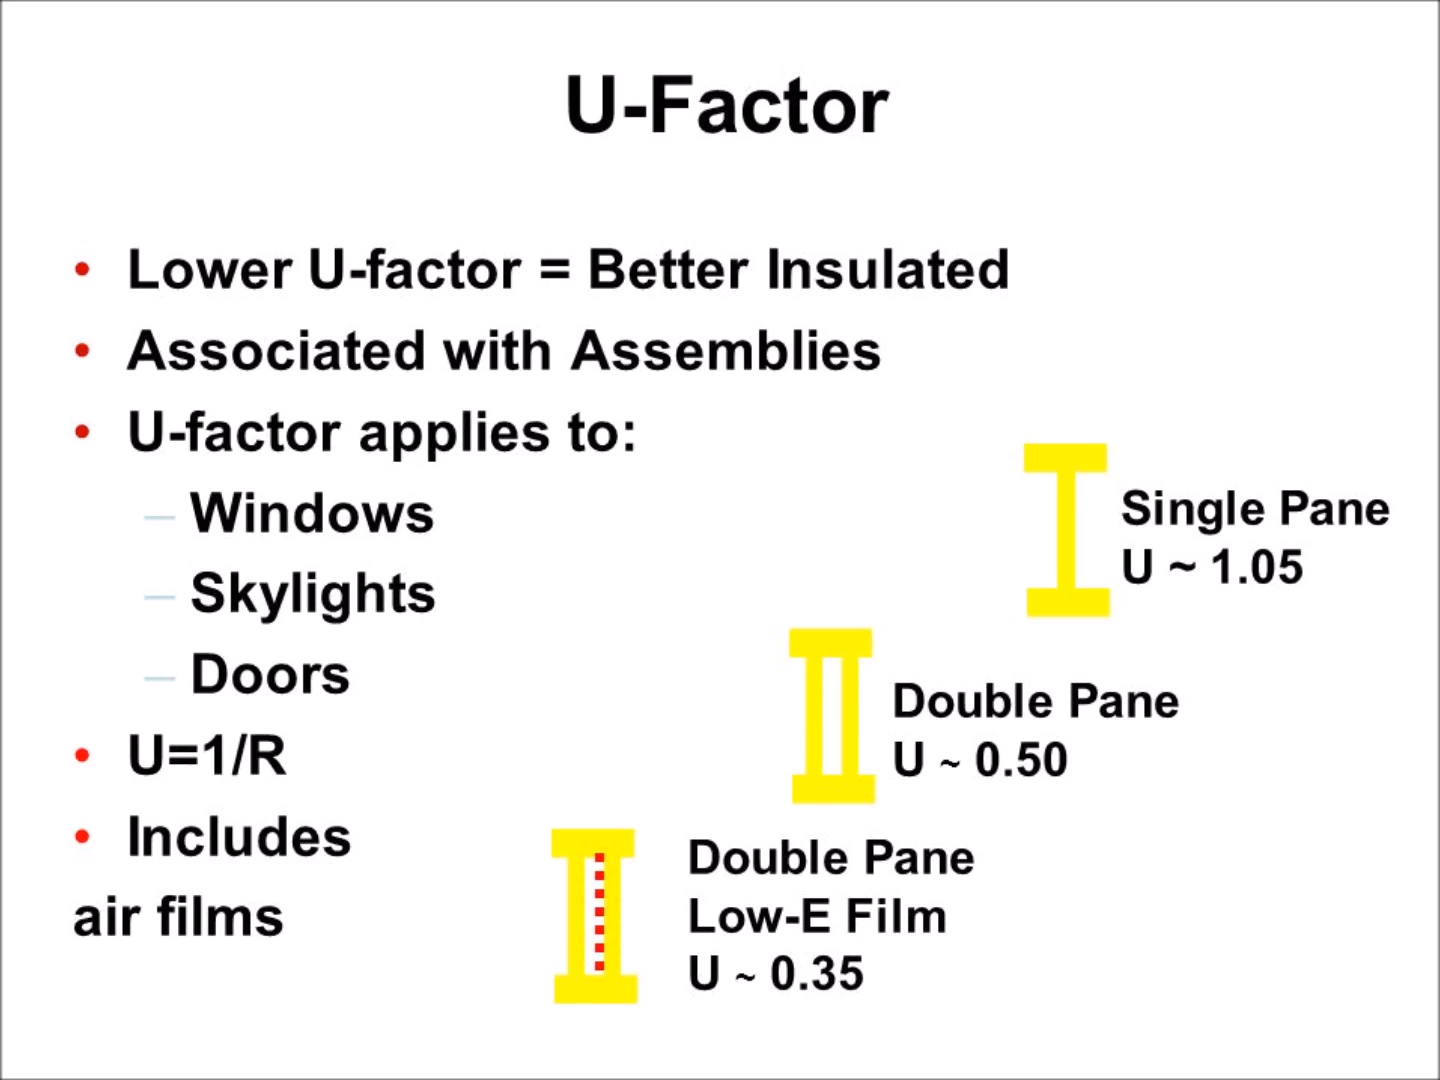 U-Factor
• Lower U-factor = Better Insulated
• Associated with Assemblies
• U-factor applies to:
– Windows
– Skylights
– Doors
• U=1/R
• Includes
air films
Single Pane
U ~ 1.05
Double Pane
U ~ 0.50
Double Pane
Low-E Film
U ~ 0.35